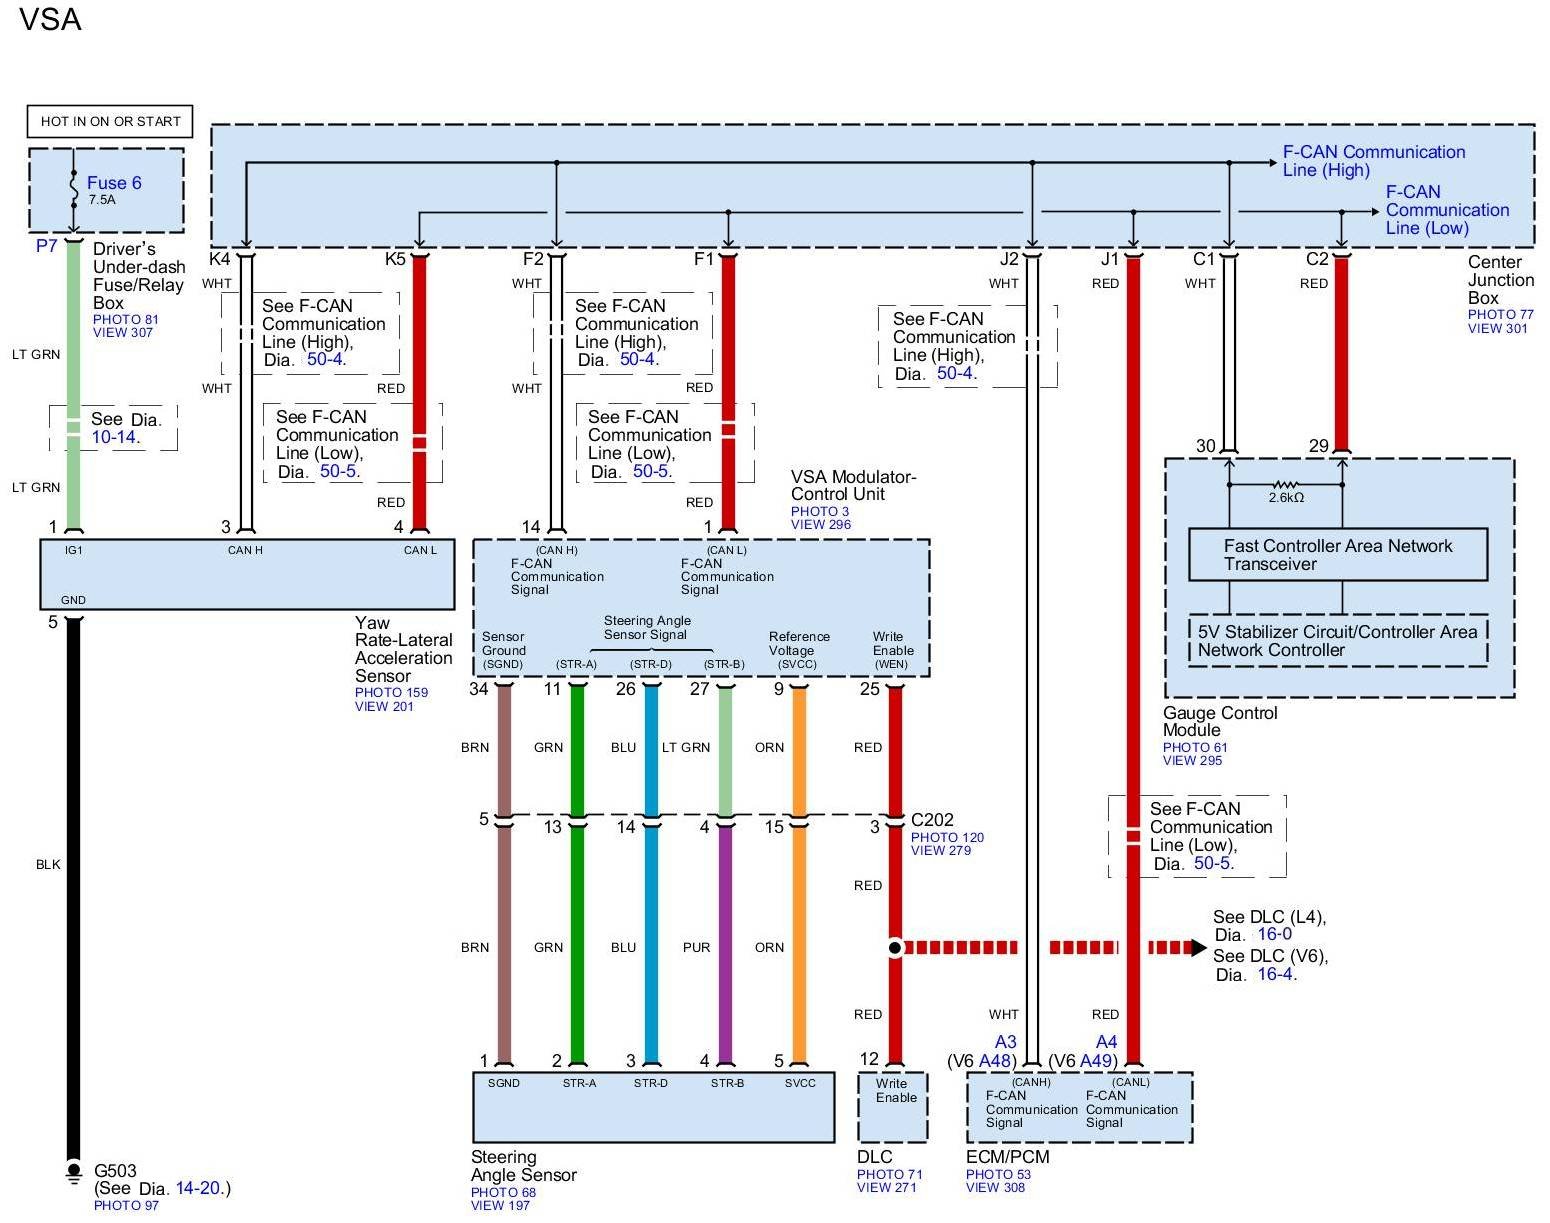 VSA
HOT IN ON OR START
Fuse 6
7.5A
P7
Driver's
Under-dash
Fuse/Relay
Box
PHOTO 81
VIEW 307
LT GRN
See Dia.
10-14.
LT GRN
1
F-CAN Communication
Line (High)
F-CAN
Communication
Line (Low)
K4
K5
F2
F1
J2
J1
C1
C2
Center
Junction
Box
PHOTO 77
VIEW 301
WHT
WHT
WHT
RED
WHT
RED
See F-CAN
Communication
Line (High),
Dia. 50-4.
See F-CAN
Communication
Line (High),
Dia. 50-4.
See F-CAN
Communication
Line (High),
Dia. 50-4.
WHT
RED
WHT
RED
See F-CAN
Communication
Line (Low),
Dia. 50-5.
See F-CAN
Communication
Line (Low),
Dia. 50-5.
RED
RED
3
4
14
1
30
29
VSA Modulator-
Control Unit
PHOTO 3
VIEW 296
IG1
CAN H
CAN L
GND
5
Yaw
Rate-Lateral
Acceleration
Sensor
PHOTO 159
VIEW 201
(CAN H)
F-CAN
Communication
Signal
(CAN L)
F-CAN
Communication
Signal
Steering Angle
Sensor Signal
Sensor
Ground
(SGND)
(STR-A)
(STR-D)
(STR-B)
Reference
Voltage
(SVCC)
Write
Enable
(WEN)
2.6kΩ
Fast Controller Area Network
Transceiver
5V Stabilizer Circuit/Controller Area
Network Controller
Gauge Control
Module
PHOTO 61
VIEW 295
34
11
26
27
9
25
BRN
GRN
BLU
LT GRN
ORN
RED
5
13
14
4
15
3
C202
PHOTO 120
VIEW 279
See F-CAN
Communication
Line (Low),
Dia. 50-5.
BLK
RED
BRN
GRN
BLU
PUR
ORN
See DLC (L4),
Dia. 16-0
See DLC (V6),
Dia. 16-4.
RED
WHT
RED
A3
(V6 A48)
A4
(V6 A49)
1
2
3
4
5
12
SGND
STR-A
STR-D
STR-B
SVCC
Write
Enable
(CANH)
F-CAN
Communication
Signal
(CANL)
F-CAN
Communication
Signal
Steering
Angle Sensor
PHOTO 68
VIEW 197
DLC
PHOTO 71
VIEW 271
ECM/PCM
PHOTO 53
VIEW 308
G503
(See Dia. 14-20.)
PHOTO 97